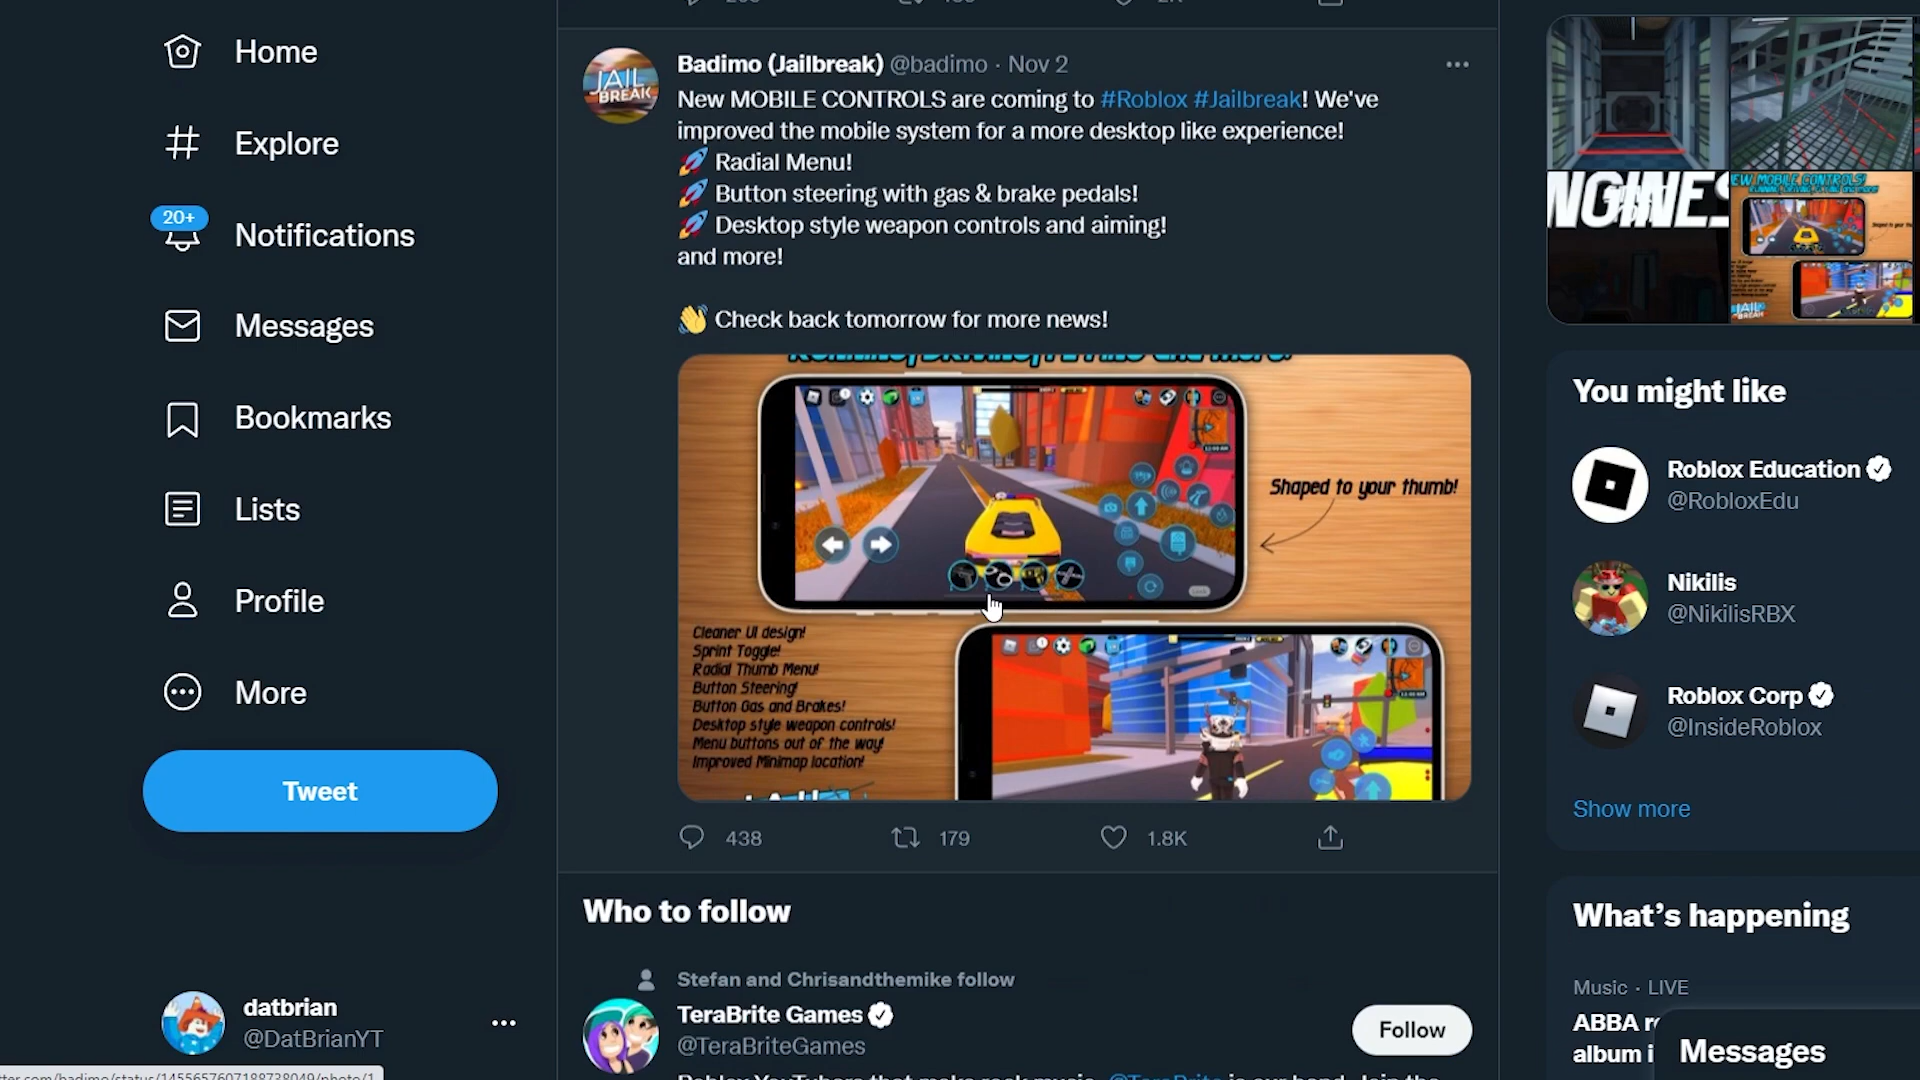 Home
Explore
20+
Notifications
Messages
Bookmarks
Lists
Profile
More
Tweet
datbrian
@DatBrianYT
Badimo (Jailbreak) @badimo · Nov 2
New MOBILE CONTROLS are coming to #Roblox #Jailbreak! We've
improved the mobile system for a more desktop like experience!
🚀 Radial Menu!
🚀 Button steering with gas & brake pedals!
🚀 Desktop style weapon controls and aiming!
and more!
👋 Check back tomorrow for more news!
JAIL
BREAK
Shaped to your thumb!
Cleaner UI design!
Sprint Toggle!
Radial Thumb Menu!
Button Steering!
Button Gas and Brakes!
Desktop style weapon controls!
Menu buttons out of the way!
Improved Minimap location!
438
179
1.8K
Who to follow
Stefan and Chrisandthemike follow
TeraBrite Games
@TeraBriteGames
Follow
You might like
Roblox Education
@RobloxEdu
Nikilis
@NikilisRBX
Roblox Corp
@InsideRoblox
Show more
What's happening
Music · LIVE
ABBA
album
Messages